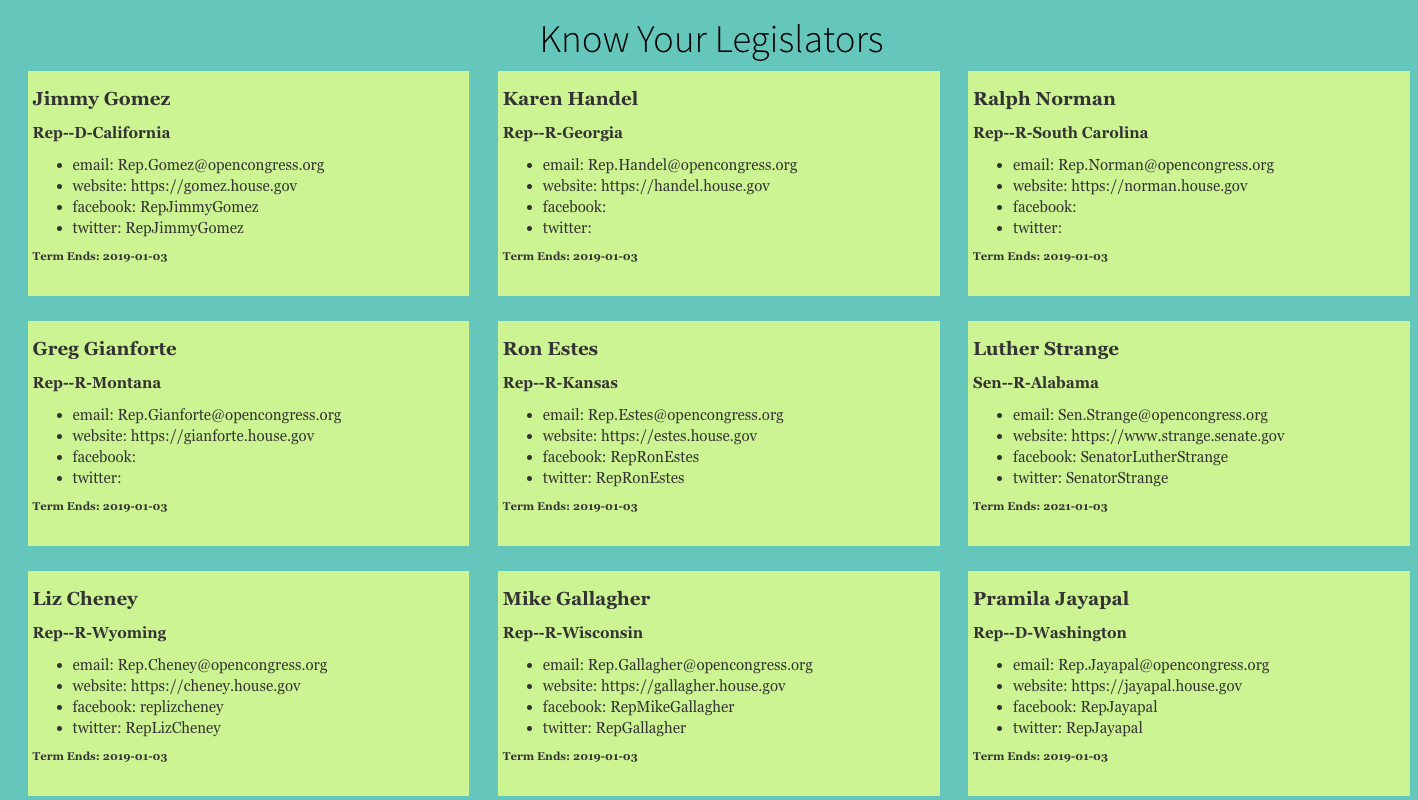 Know Your Legislators
Jimmy Gomez
Rep--D-California
email: Rep.Gomez@opencongress.org
website: https://gomez.house.gov
facebook: RepJimmyGomez
twitter: RepJimmyGomez
Term Ends: 2019-01-03
Karen Handel
Rep--R-Georgia
email: Rep.Handel@opencongress.org
website: https://handel.house.gov
facebook:
twitter:
Term Ends: 2019-01-03
Ralph Norman
Rep--R-South Carolina
email: Rep.Norman@opencongress.org
website: https://norman.house.gov
facebook:
twitter:
Term Ends: 2019-01-03
Greg Gianforte
Rep--R-Montana
email: Rep.Gianforte@opencongress.org
website: https://gianforte.house.gov
facebook:
twitter:
Term Ends: 2019-01-03
Ron Estes
Rep--R-Kansas
email: Rep.Estes@opencongress.org
website: https://estes.house.gov
facebook: RepRonEstes
twitter: RepRonEstes
Term Ends: 2019-01-03
Luther Strange
Sen--R-Alabama
email: Sen.Strange@opencongress.org
website: https://www.strange.senate.gov
facebook: SenatorLutherStrange
twitter: SenatorStrange
Term Ends: 2021-01-03
Liz Cheney
Rep--R-Wyoming
email: Rep.Cheney@opencongress.org
website: https://cheney.house.gov
facebook: replizcheney
twitter: RepLizCheney
Term Ends: 2019-01-03
Mike Gallagher
Rep--R-Wisconsin
email: Rep.Gallagher@opencongress.org
website: https://gallagher.house.gov
facebook: RepMikeGallagher
twitter: RepGallagher
Term Ends: 2019-01-03
Pramila Jayapal
Rep--D-Washington
email: Rep.Jayapal@opencongress.org
website: https://jayapal.house.gov
facebook: RepJayapal
twitter: RepJayapal
Term Ends: 2019-01-03